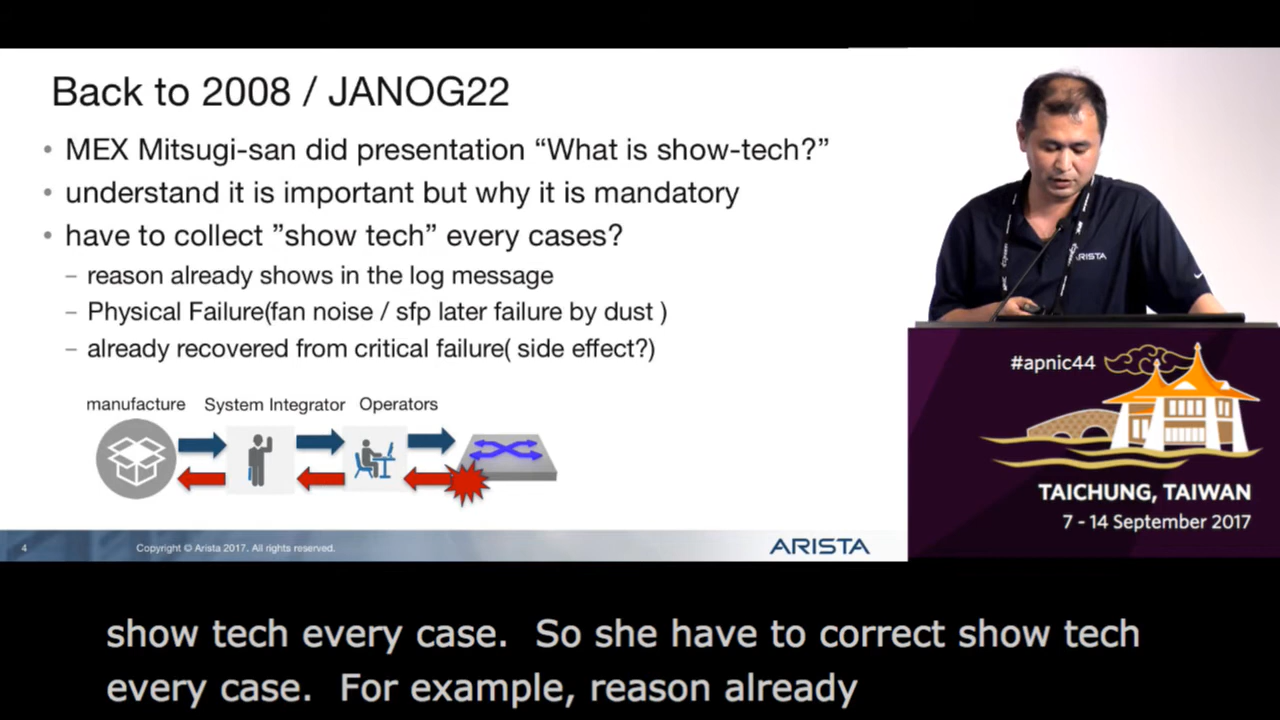 Back to 2008 / JANOG22
• MEX Mitsugi-san did presentation “What is show-tech?”
• understand it is important but why it is mandatory
• have to collect ”show tech” every cases?
– reason already shows in the log message
– Physical Failure(fan noise / sfp later failure by dust )
– already recovered from critical failure( side effect?)
manufacture System Integrator Operators
4 Copyright © Arista 2017. All rights reserved. ARISTA
ARISTA
#apnic44
TAICHUNG, TAIWAN
7 - 14 September 2017
show tech every case. So she have to correct show tech
every case. For example, reason already